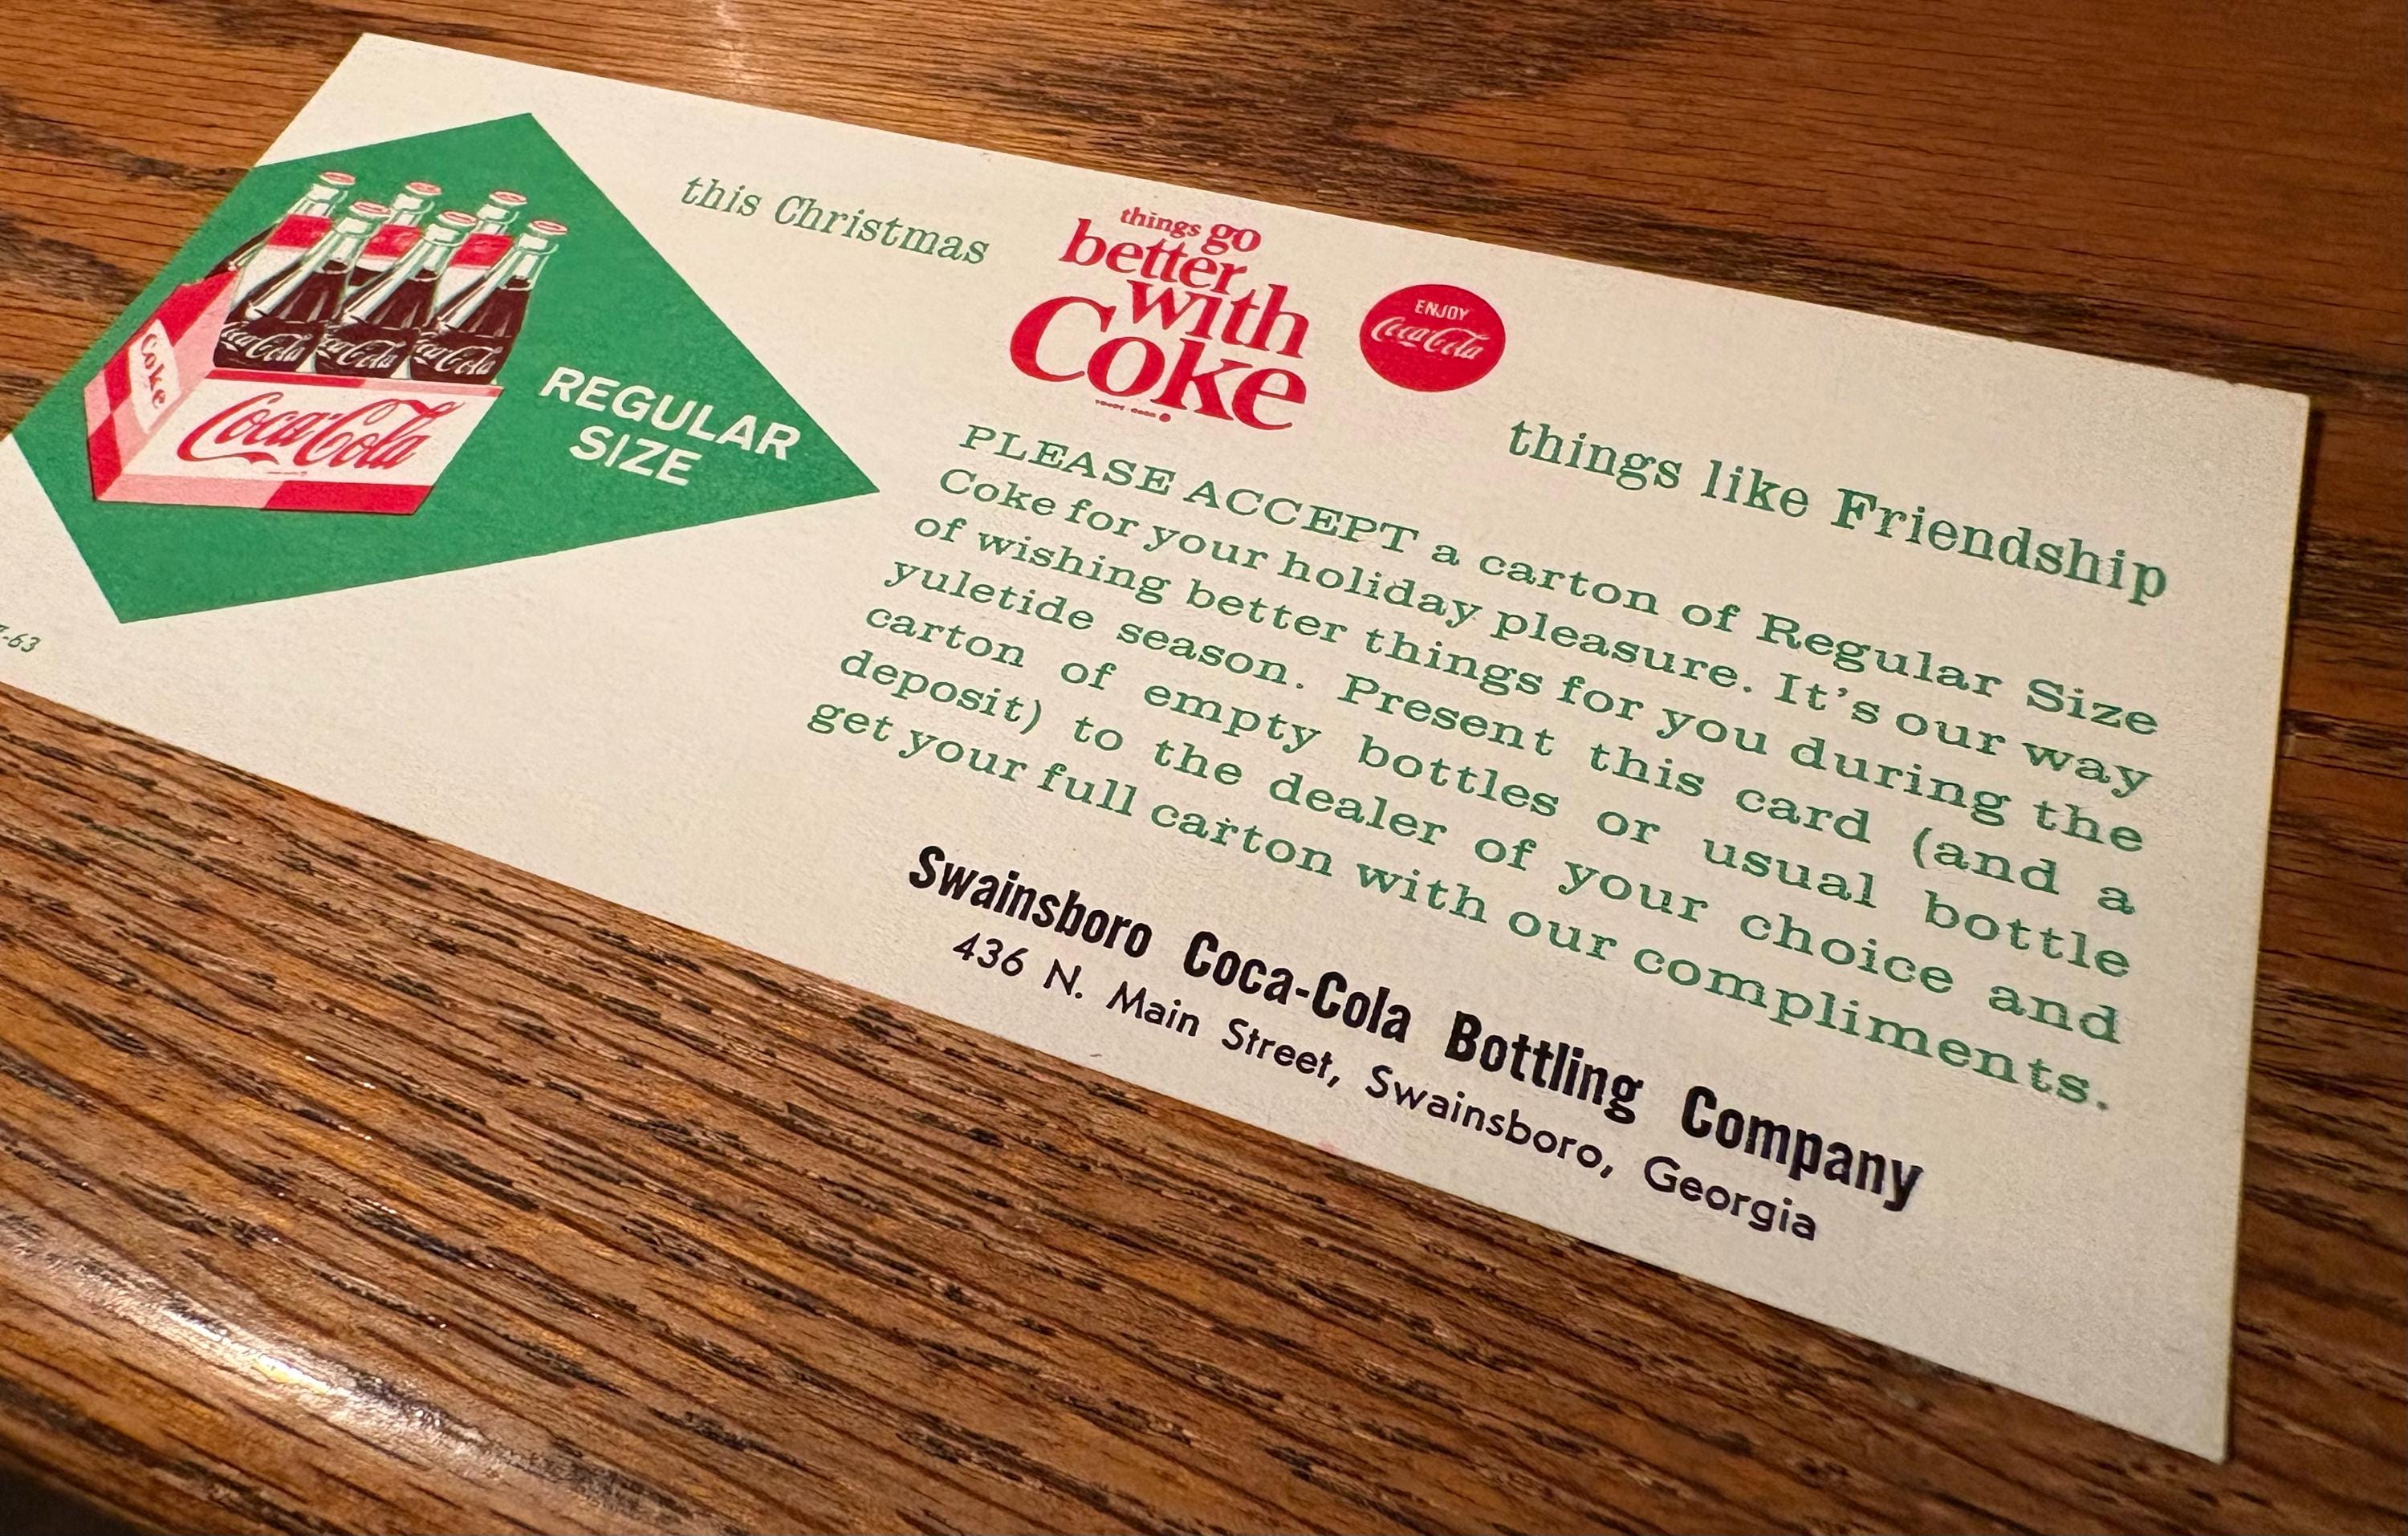 this Christmas
things go
better
with
Coke
ENJOY
Coca-Cola
things like Friendship
Coke
Coca-Cola Coca-Cola Coca-Cola
Coca-Cola
REGULAR
SIZE
PLEASE ACCEPT a carton of Regular Size
Coke for your holiday pleasure. It's our way
of wishing better things for you during the
yuletide season. Present this card (and a
carton of empty bottles or usual bottle
deposit) to the dealer of your choice and
get your full carton with our compliments.
-63
Swainsboro Coca-Cola Bottling Company
436 N. Main Street, Swainsboro, Georgia